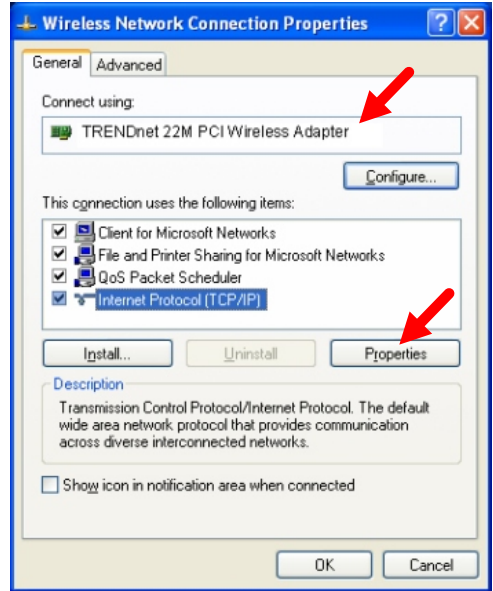 Wireless Network Connection Properties
General
Advanced
Connect using:
TRENDnet 22M PCI Wireless Adapter
Configure...
This connection uses the following items:
Client for Microsoft Networks
File and Printer Sharing for Microsoft Networks
QoS Packet Scheduler
Internet Protocol (TCP/IP)
Install...
Uninstall
Properties
Description
Transmission Control Protocol/Internet Protocol. The default
wide area network protocol that provides communication
across diverse interconnected networks.
Show icon in notification area when connected
OK
Cancel